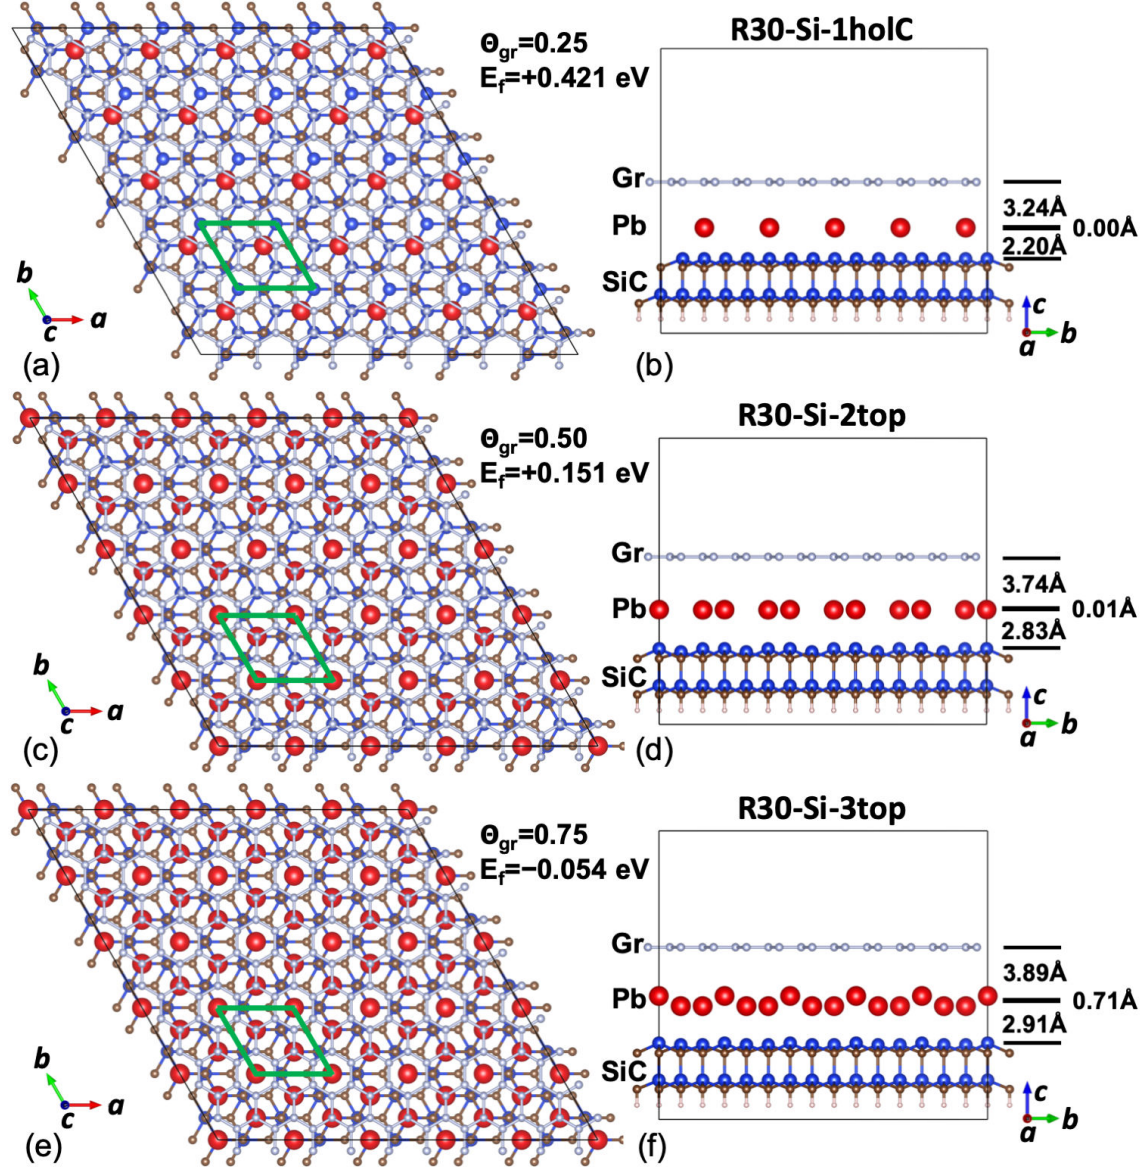 R30-Si-1holC
Θgr=0.25
Ef=+0.421 eV
Gr
3.24Å
Pb
0.00Å
2.20Å
SiC
b
a
c
c
b
a
(a)
(b)
R30-Si-2top
Θgr=0.50
Ef=+0.151 eV
Gr
3.74Å
Pb
0.01Å
2.83Å
SiC
b
a
c
c
b
a
(c)
(d)
R30-Si-3top
Θgr=0.75
Ef=−0.054 eV
Gr
3.89Å
Pb
0.71Å
2.91Å
SiC
b
a
c
c
b
a
(e)
(f)